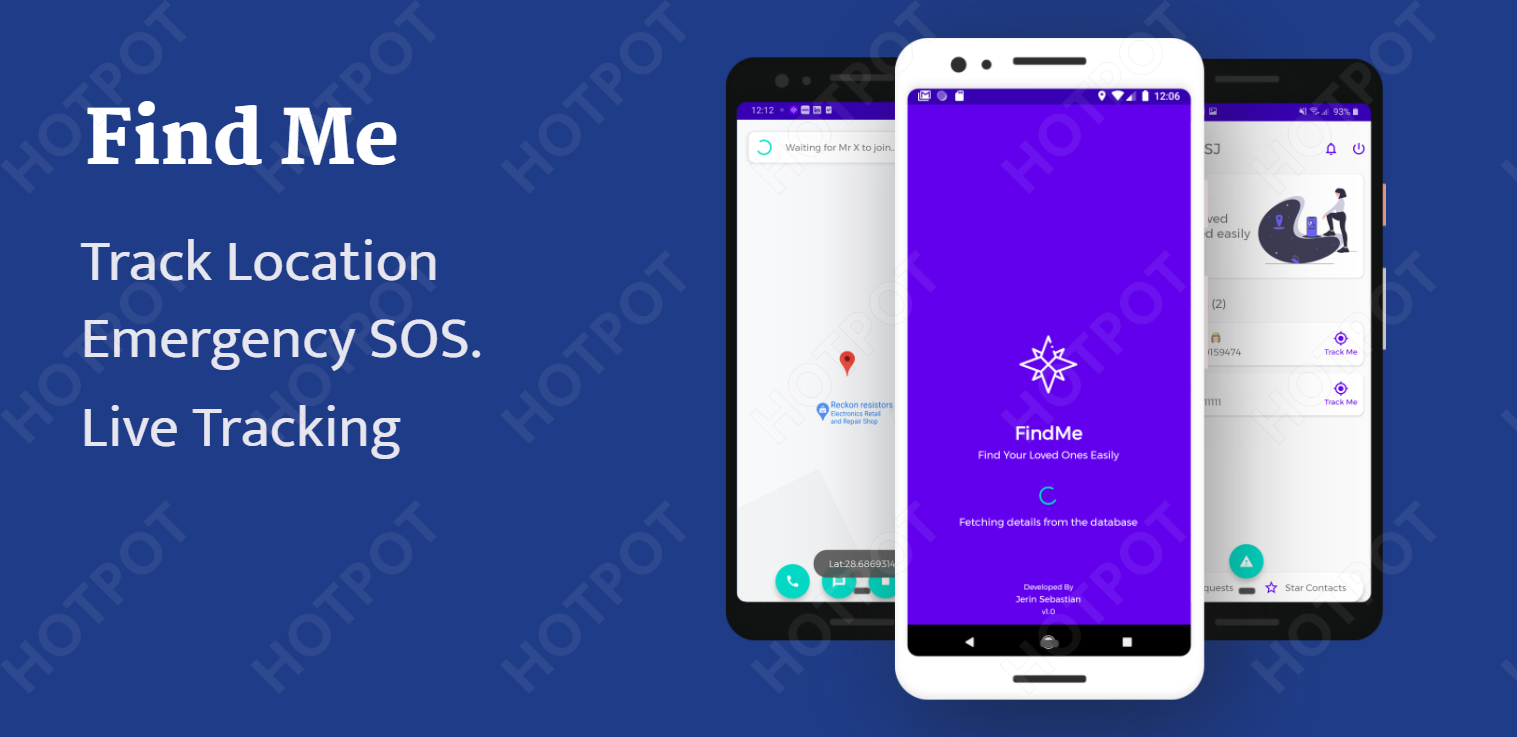 Find Me
Track Location
Emergency SOS.
Live Tracking
12:12
Waiting for Mr X to join..
Reckon resistors
Electronics Retail
and Repair Shop
Lat:28.6869314
12:06
FindMe
Find Your Loved Ones Easily
Fetching details from the database
Developed By
Jerin Sebastian
v1.0
93%
SJ
ved
d easily
(2)
159474
Track Me
mm
Track Me
quests
Star Contacts
HOTPOT